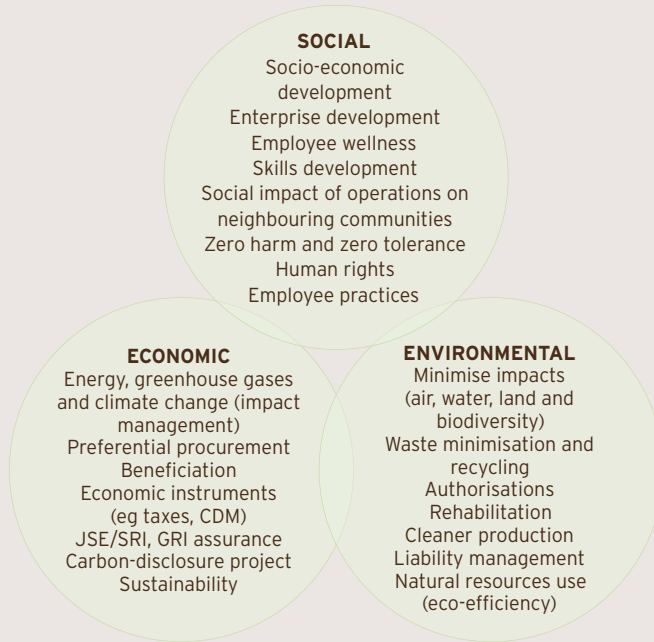 SOCIAL
Socio-economic
development
Enterprise development
Employee wellness
Skills development
Social impact of operations on
neighbouring communities
Zero harm and zero tolerance
Human rights
Employee practices
ECONOMIC
Energy, greenhouse gases
and climate change (impact
management)
Preferential procurement
Beneficiation
Economic instruments
(eg taxes, CDM)
JSE/SRI, GRI assurance
Carbon-disclosure project
Sustainability
ENVIRONMENTAL
Minimise impacts
(air, water, land and
biodiversity)
Waste minimisation and
recycling
Authorisations
Rehabilitation
Cleaner production
Liability management
Natural resources use
(eco-efficiency)